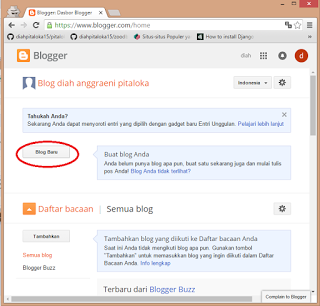 Blogger: Dasbor Blogger
https://www.blogger.com/home
diahpitaloka15/pitalo
diahpitaloka15/zood
Situs-situs Populer
How to install Django
Blogger
diah
d
Blog diah anggraeni pitaloka
Indonesia
Tahukah Anda?
Sekarang Anda dapat menyoroti entri yang dipilih dengan gadget baru Entri Unggulan. Pelajari lebih lanjut
Blog Baru
Buat blog Anda
Anda belum punya blog apa pun, buat satu sekarang juga dan mulai tulis
pos Anda! Blog Anda tidak terlihat?
Daftar bacaan
Semua blog
Tambahkan
Tambahkan blog yang diikuti ke Daftar bacaan Anda
Saat ini Anda tidak mengikuti blog apa pun. Gunakan tombol
"Tambahkan" untuk memasukkan blog yang ingin diikuti dalam Daftar
Bacaan Anda. Info lengkap
Semua blog
Blogger Buzz
Terbaru dari Blogger Buzz
Complain to Blogger